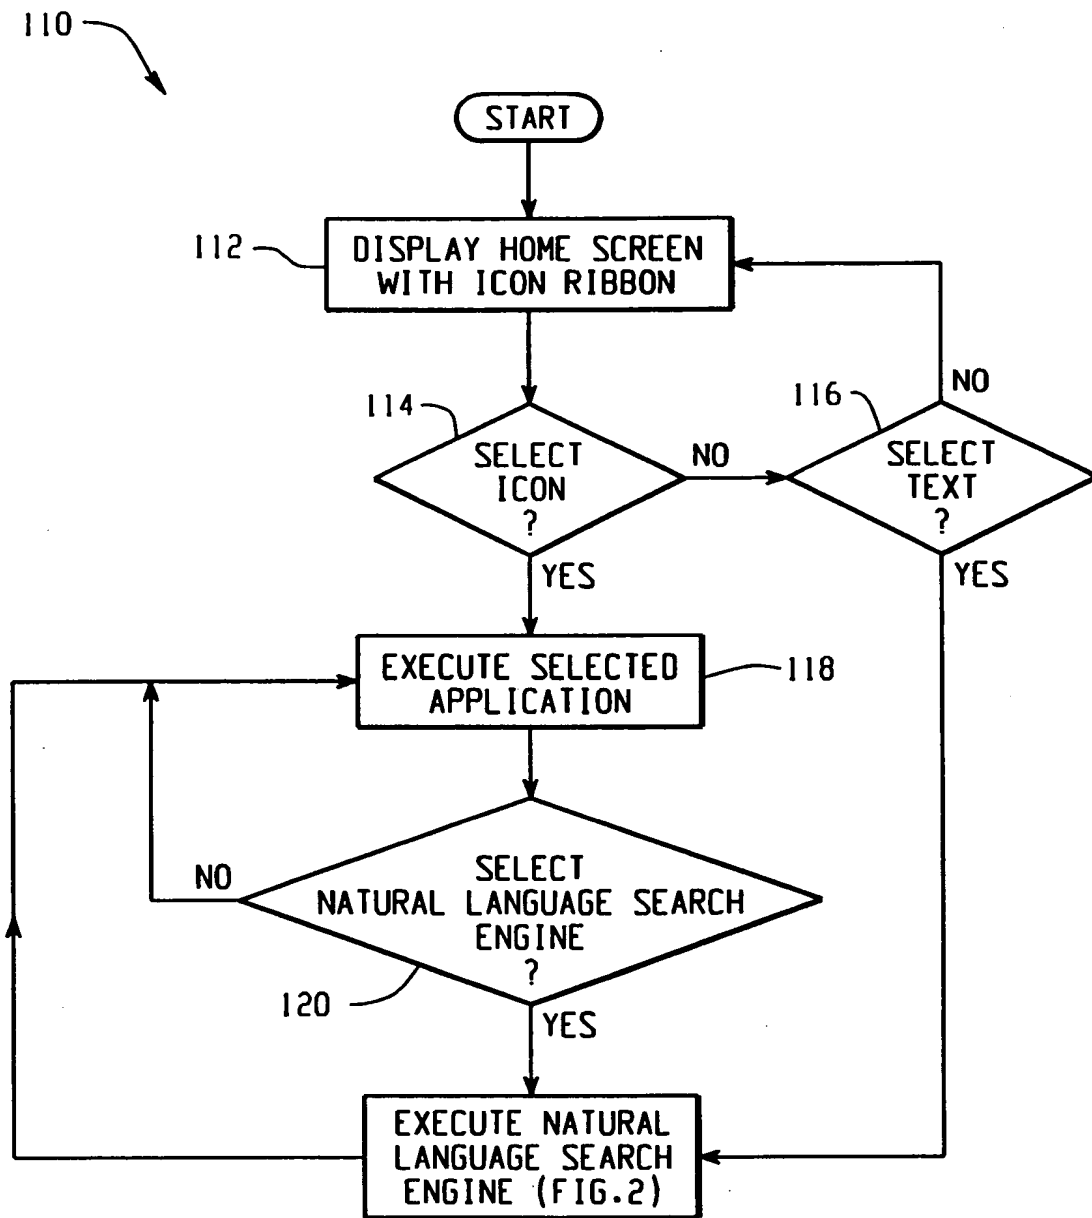 110
START
112
DISPLAY HOME SCREEN
WITH ICON RIBBON
114
SELECT
ICON
?
NO
116
SELECT
TEXT
?
NO
YES
YES
EXECUTE SELECTED
APPLICATION
118
SELECT
NATURAL LANGUAGE SEARCH
ENGINE
?
NO
120
YES
EXECUTE NATURAL
LANGUAGE SEARCH
ENGINE (FIG.2)